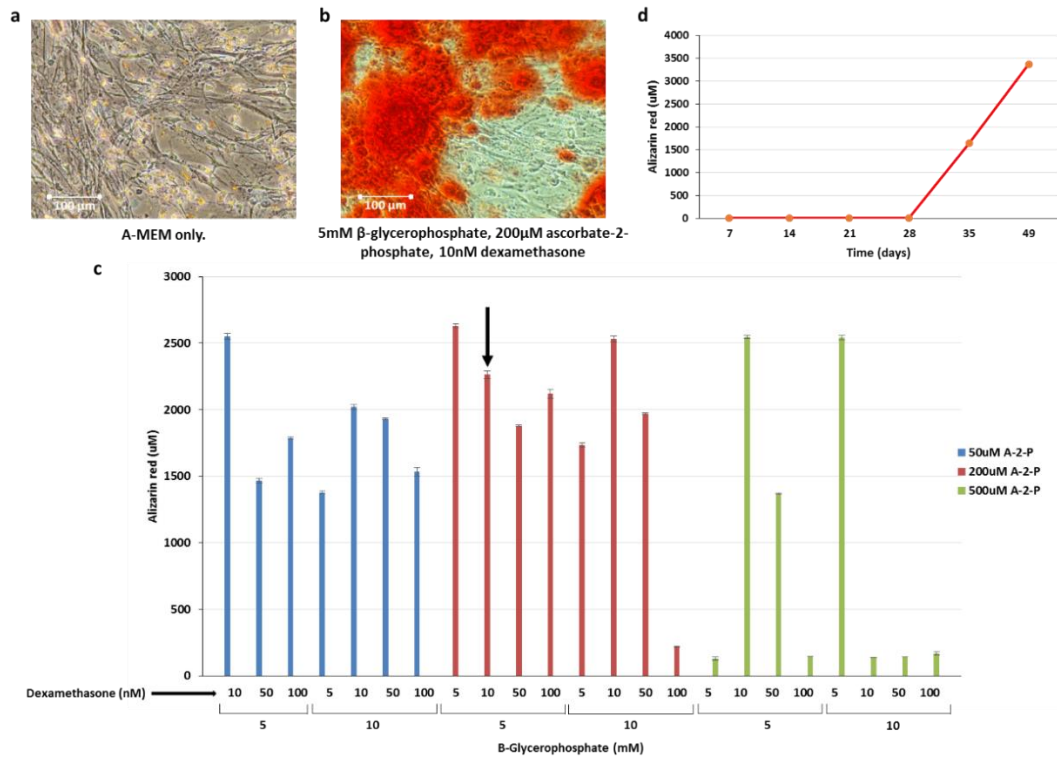 a
100 µm
A-MEM only.
b
100 µm
5mM β-glycerophosphate, 200µM ascorbate-2-
phosphate, 10nM dexamethasone
d
Alizarin red (uM)
4000
3500
3000
2500
2000
1500
1000
500
0
7 14 21 28 35 49
Time (days)
c
Alizarin red (uM)
3000
2500
2000
1500
1000
500
0
50uM A-2-P
200uM A-2-P
500uM A-2-P
Dexamethasone (nM) 10 50 100 5 10 50 100 5 10 50 100 5 10 50 100 5 10 50 100 5 10 50 100
5 10 5 10 5 10
B-Glycerophosphate (mM)